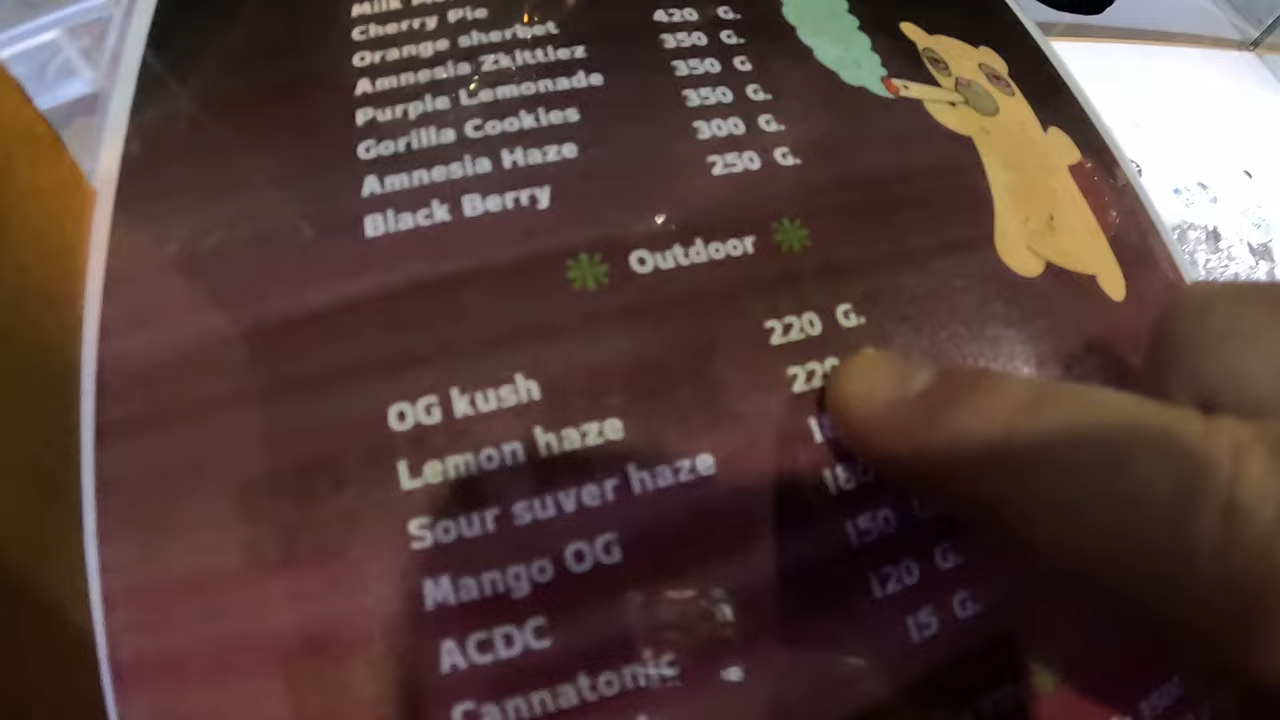 Milk
Cherry Pie
Orange sherbet 420 G.
Amnesia Zkittlez 350 G.
Purple Lemonade 350 G
Gorilla Cookies 350 G.
Amnesia Haze 300 G.
Black Berry 250 G.
Outdoor
OG kush 220 G.
Lemon haze
Sour suver haze
Mango OG
ACDC 150
Cannatonic 120 G.
15 G.